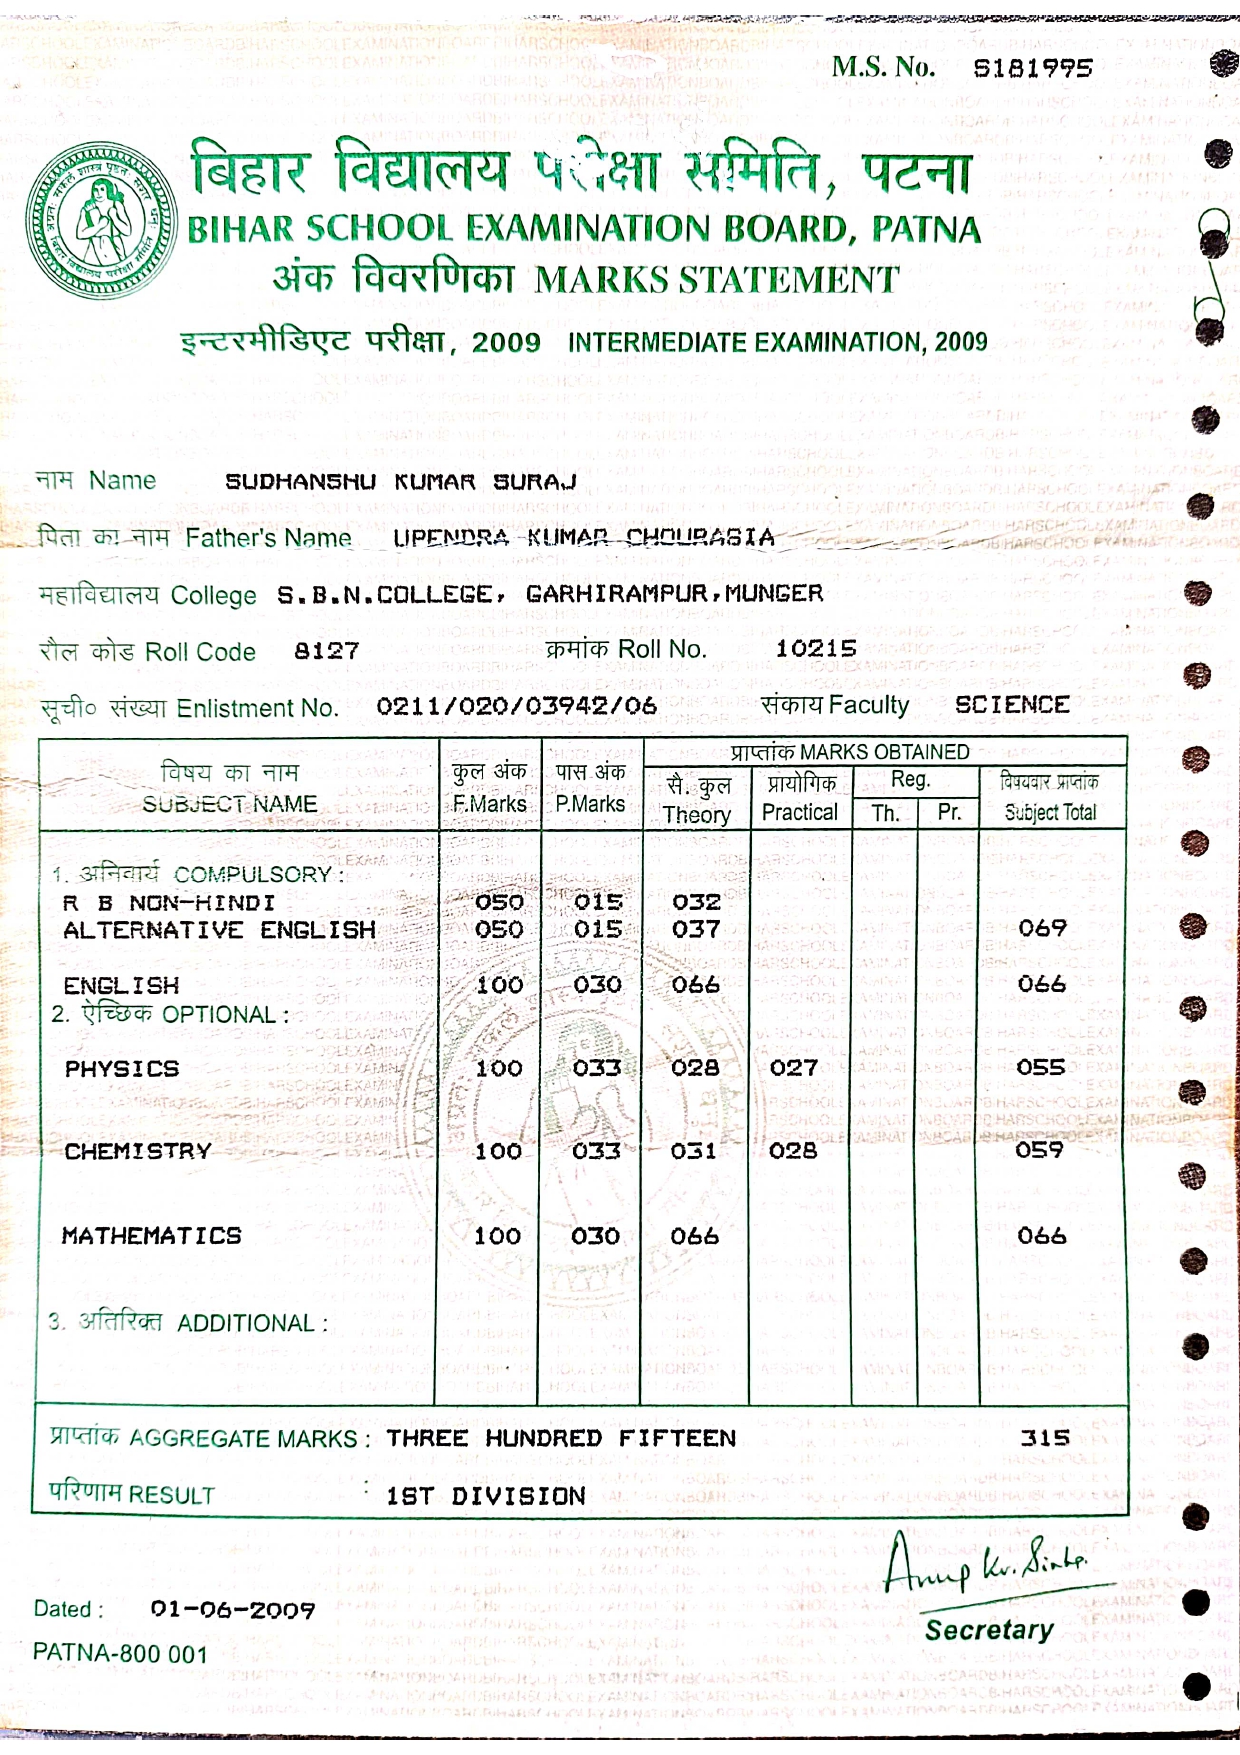 M.S. No. S181995
बिहार विद्यालय परीक्षा समिति, पटना
BIHAR SCHOOL EXAMINATION BOARD, PATNA
अंक विवरणिका MARKS STATEMENT
इन्टरमीडिएट परीक्षा, 2009 INTERMEDIATE EXAMINATION, 2009
नाम Name SUDHANSHU KUMAR SURAJ
पिता का नाम Father's Name UPENDRA KUMAR CHOURASIA
महाविद्यालय College S.B.N.COLLEGE, GARHIRAMPUR,MUNGER
रौल कोड Roll Code 8127 क्रमांक Roll No. 10215
सूची० संख्या Enlistment No. 0211/020/03942/06 संकाय Faculty SCIENCE
विषय का नाम कुल अंक पास अंक प्राप्तांक MARKS OBTAINED
SUBJECT NAME F.Marks P.Marks सै. कुल प्रायोगिक Reg. विषयवार प्राप्तांक
Theory Practical Th. Pr. Subject Total
1. अनिवार्य COMPULSORY :
R B NON-HINDI 050 015 032
ALTERNATIVE ENGLISH 050 015 037 069
ENGLISH 100 030 066 066
2. ऐच्छिक OPTIONAL :
PHYSICS 100 033 028 027 055
CHEMISTRY 100 033 031 028 059
MATHEMATICS 100 030 066 066
3. अतिरिक्त ADDITIONAL :
प्राप्तांक AGGREGATE MARKS : THREE HUNDRED FIFTEEN 315
परिणाम RESULT : 1ST DIVISION
Anup Kr. Sinha
Dated : 01-06-2009
Secretary
PATNA-800 001